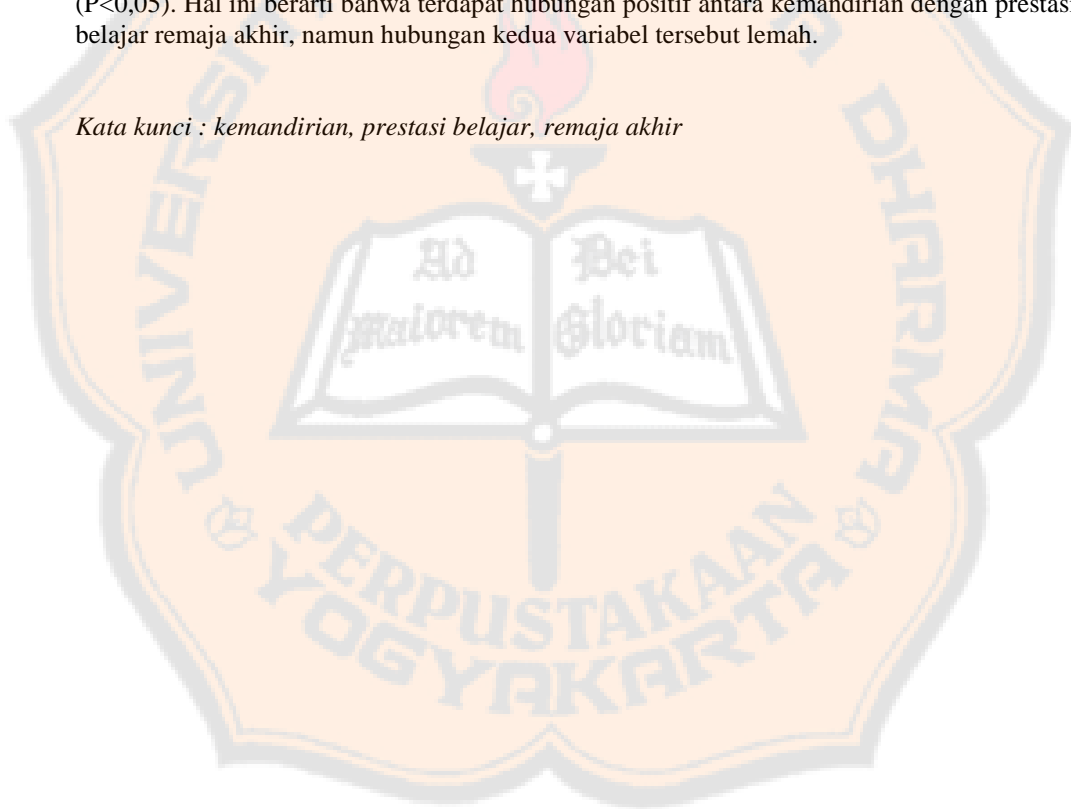 (P<0,05). Hal ini berarti bahwa terdapat hubungan positif antara kemandirian dengan prestasi
belajar remaja akhir, namun hubungan kedua variabel tersebut lemah.
Kata kunci : kemandirian, prestasi belajar, remaja akhir
DHARMA
Ad
Dei
Maiorem
Gloriam
PERPUSTAKAAN
YOGYAKARTA